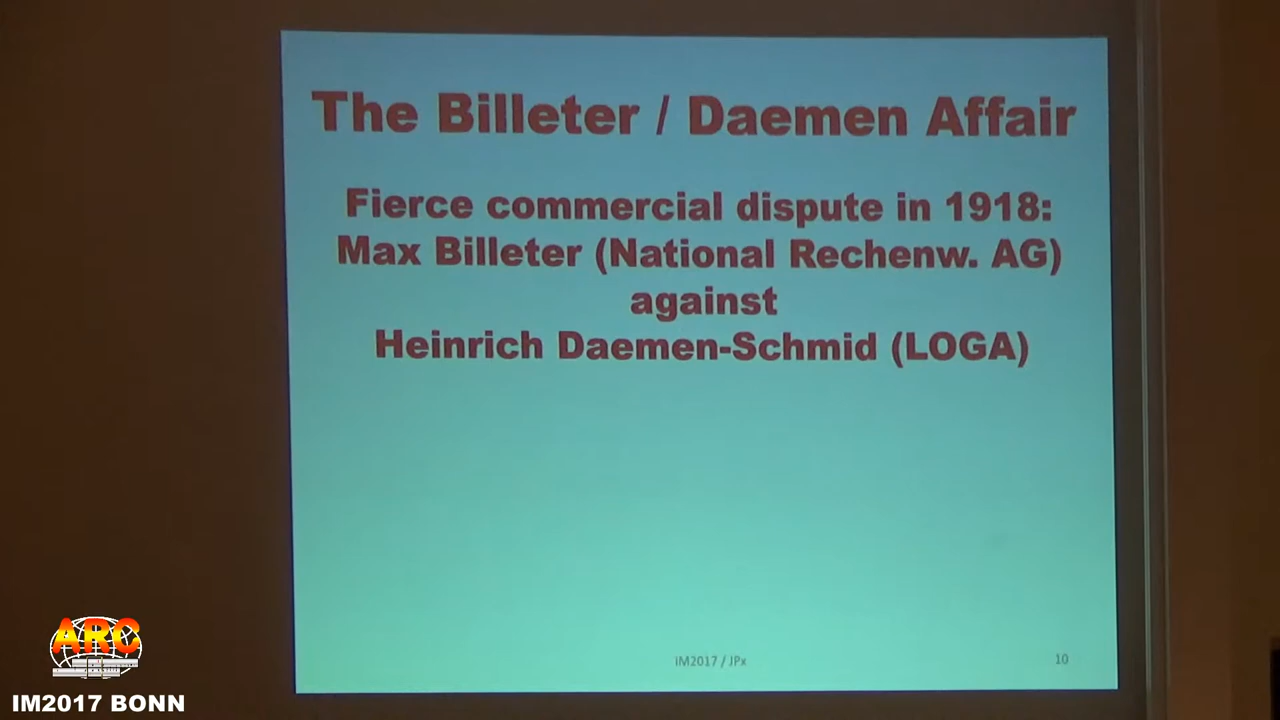 The Billeter / Daemen Affair
Fierce commercial dispute in 1918:
Max Billeter (National Rechenw. AG)
against
Heinrich Daemen-Schmid (LOGA)
iM2017 / JPx
10
ARC
IM2017 BONN